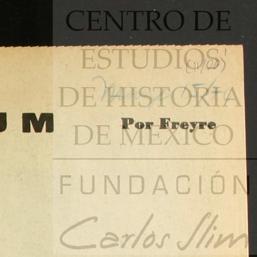 CENTRO DE
ESTUDIOS
DE HISTORIA
DE MÉXICO
UM Por Freyre
FUNDACIÓN
Carlos Slim